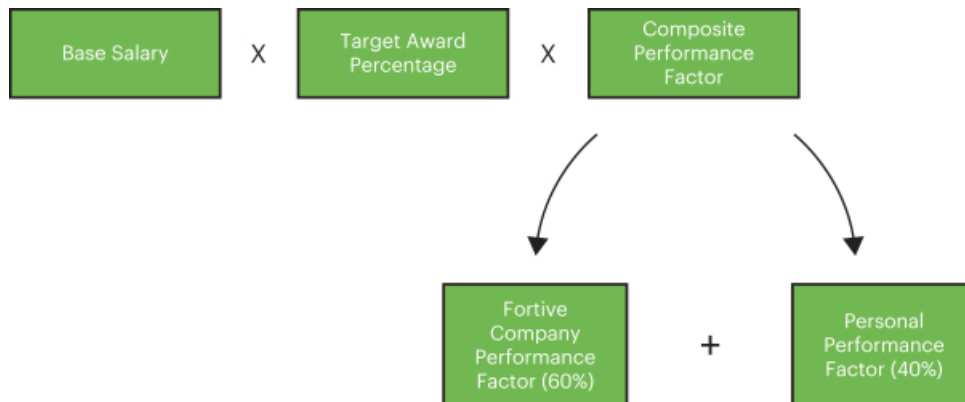 Base Salary
X
Target Award
Percentage
X
Composite
Performance
Factor
Fortive
Company
Performance
Factor (60%)
+
Personal
Performance
Factor (40%)